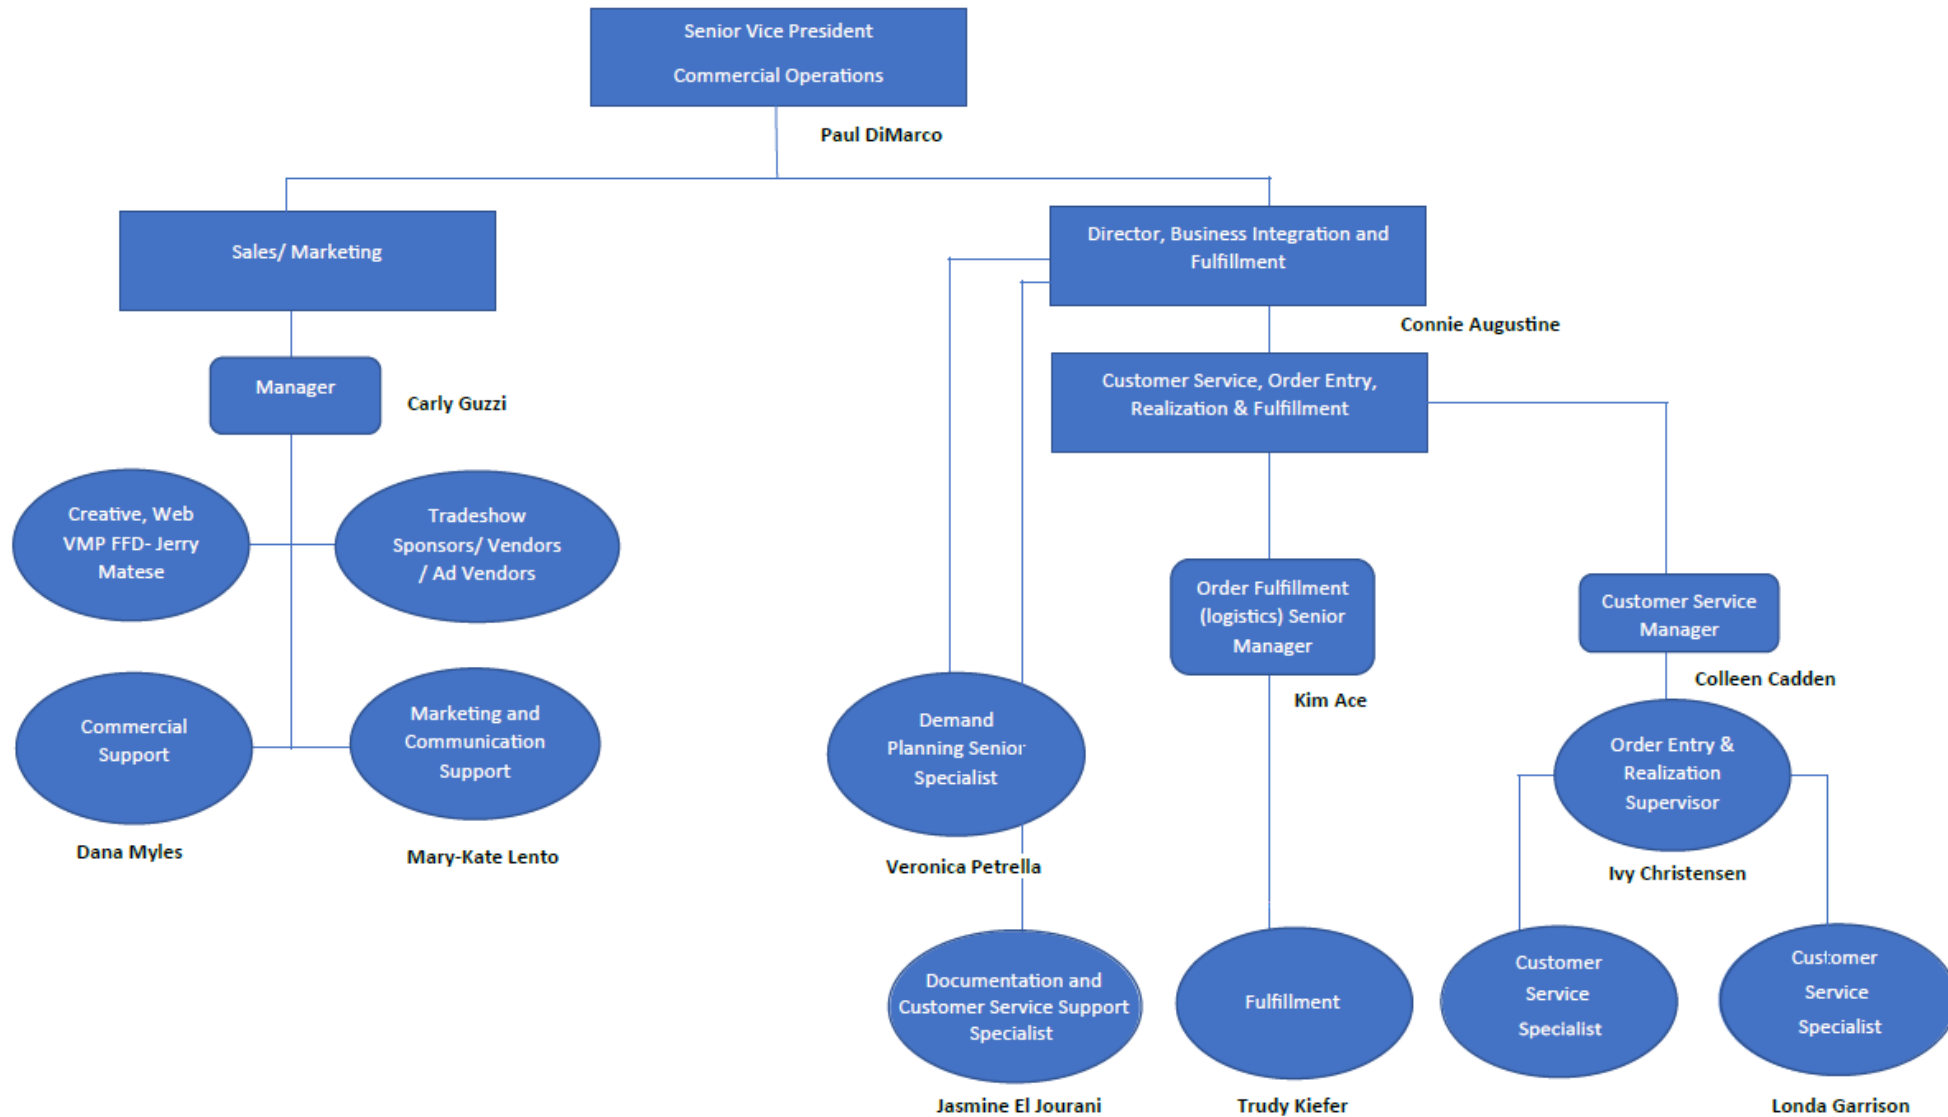 Senior Vice President
Commercial Operations
Paul DiMarco
Sales/ Marketing
Director, Business Integration and
Fulfillment
Connie Augustine
Manager
Carly Guzzi
Customer Service, Order Entry,
Realization & Fulfillment
Creative, Web
VMP FFD- Jerry
Matese
Tradeshow
Sponsors/ Vendors
/ Ad Vendors
Order Fulfillment
(logistics) Senior
Manager
Kim Ace
Customer Service
Manager
Colleen Cadden
Commercial
Support
Dana Myles
Marketing and
Communication
Support
Mary-Kate Lento
Demand
Planning Senior
Specialist
Veronica Petrella
Order Entry &
Realization
Supervisor
Ivy Christensen
Documentation and
Customer Service Support
Specialist
Jasmine El Jourani
Fulfillment
Trudy Kiefer
Customer
Service
Specialist
Customer
Service
Specialist
Londa Garrison